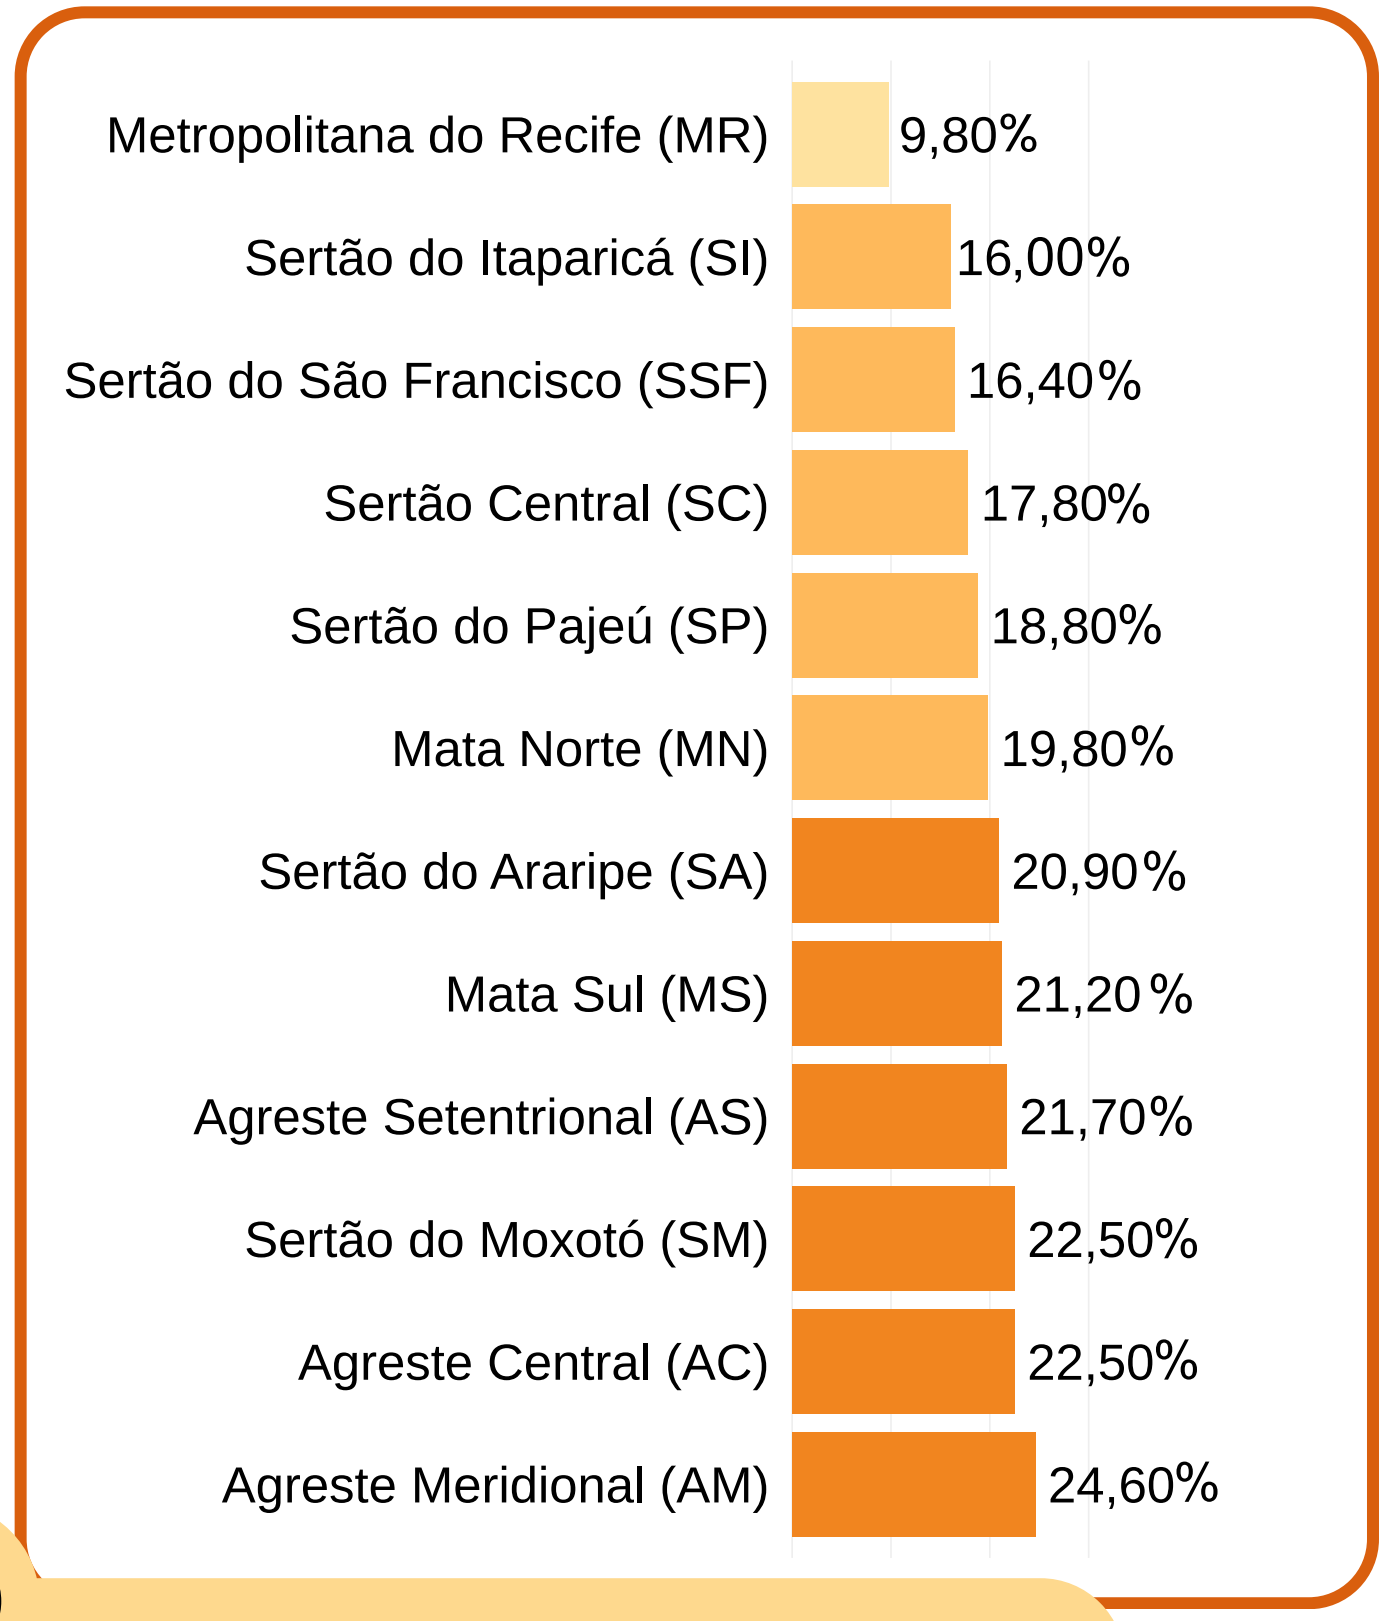 Metropolitana do Recife (MR) 9,80%
Sertão do Itaparicá (SI) 16,00%
Sertão do São Francisco (SSF) 16,40%
Sertão Central (SC) 17,80%
Sertão do Pajeú (SP) 18,80%
Mata Norte (MN) 19,80%
Sertão do Araripe (SA) 20,90%
Mata Sul (MS) 21,20%
Agreste Setentrional (AS) 21,70%
Sertão do Moxotó (SM) 22,50%
Agreste Central (AC) 22,50%
Agreste Meridional (AM) 24,60%